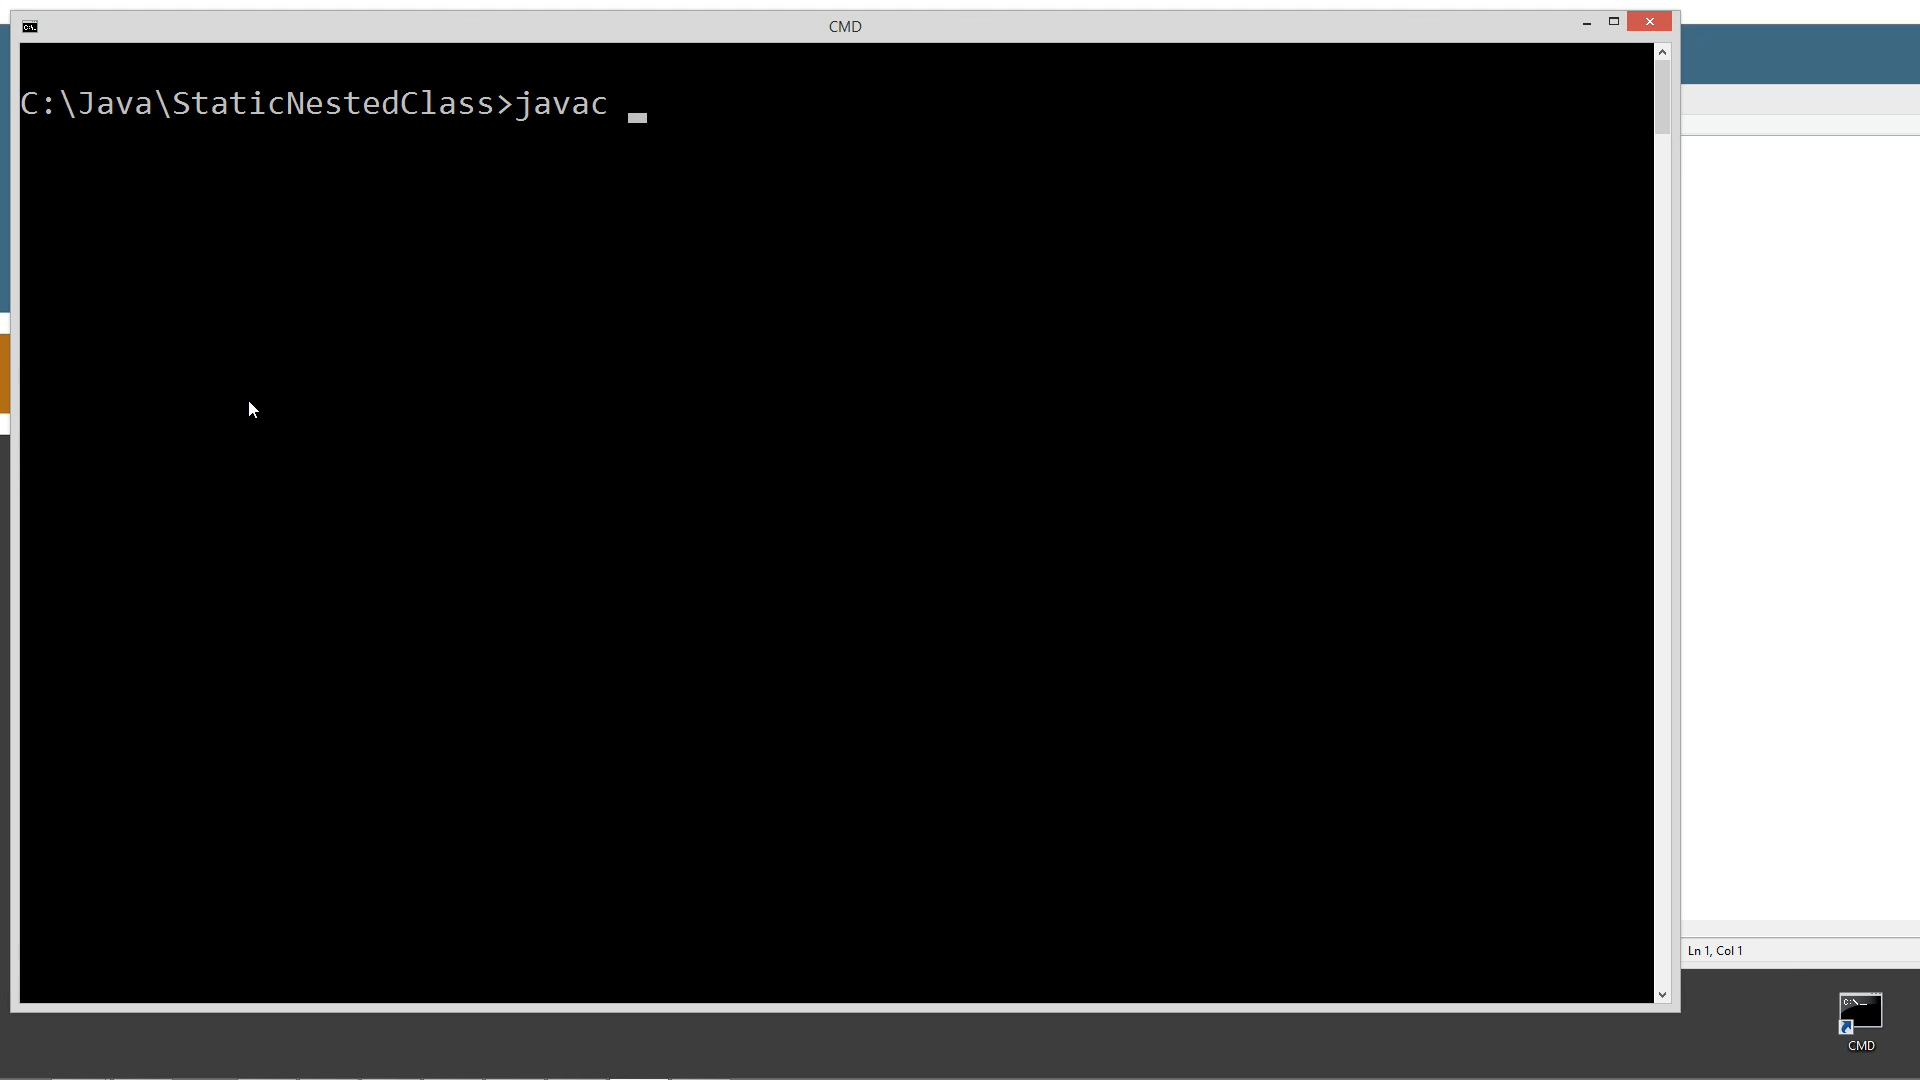 CMD
C:\Java\StaticNestedClass>javac
Ln 1, Col 1
C:\._
CMD